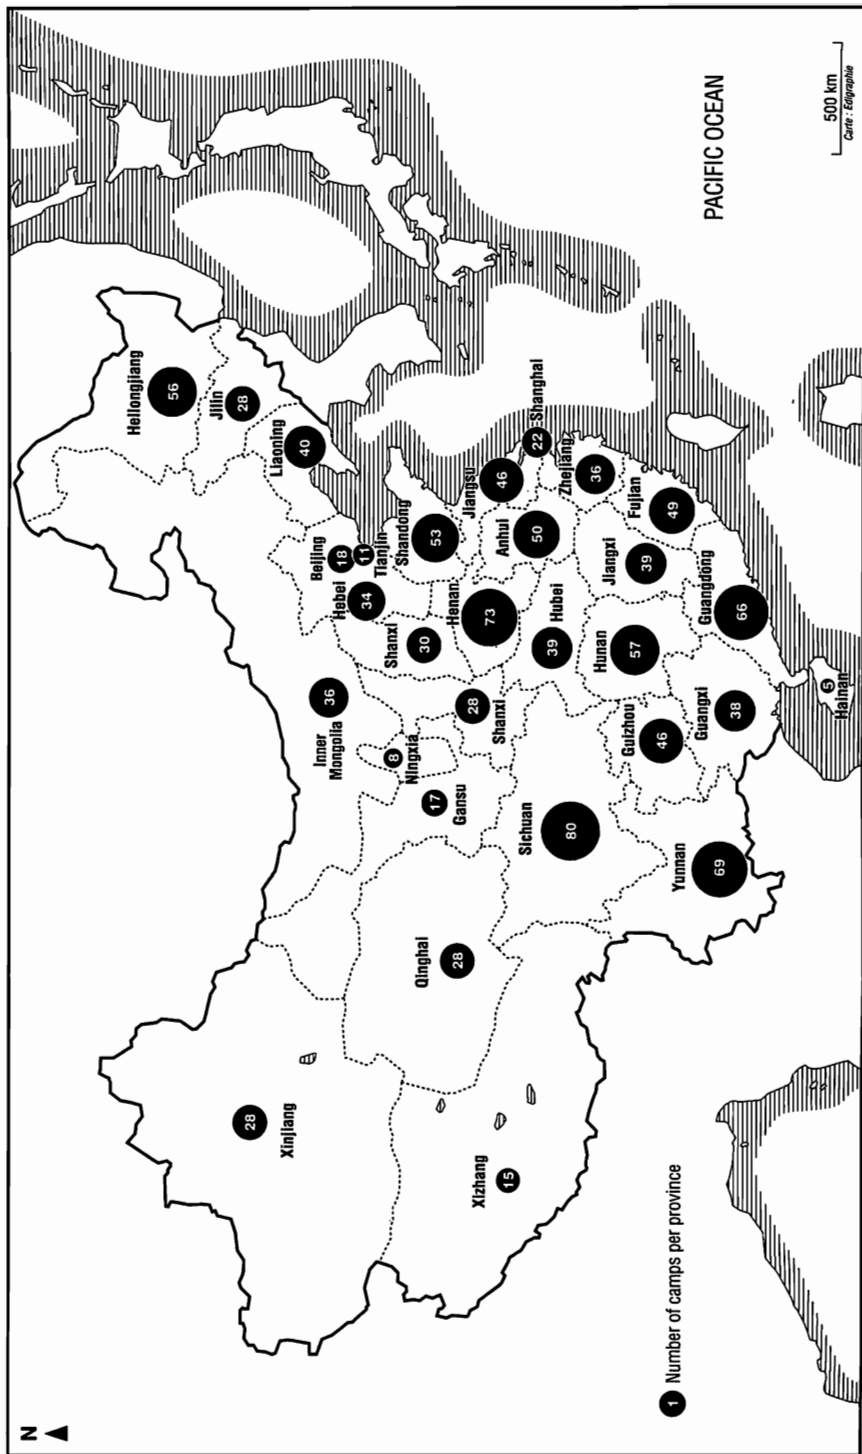 N
Heilongjiang
56
Jilin
28
Liaoning
40
Beijing
18
11
Tianjin
Hebei
34
Shandong
53
Shanxi
30
Inner
Mongolia
36
Ningxia
8
Gansu
17
Shanxi
28
Henan
73
Jiangsu
46
Anhui
50
Shanghai
22
Zhejiang
36
Hubei
39
Sichuan
80
Qinghai
28
Xinjiang
28
Xizhang
15
Jiangxi
39
Fujian
49
Hunan
57
Guizhou
46
Guangdong
66
Guangxi
38
Yunnan
69
5
Hainan
PACIFIC OCEAN
1 Number of camps per province
500 km
Carte : Edigraphie